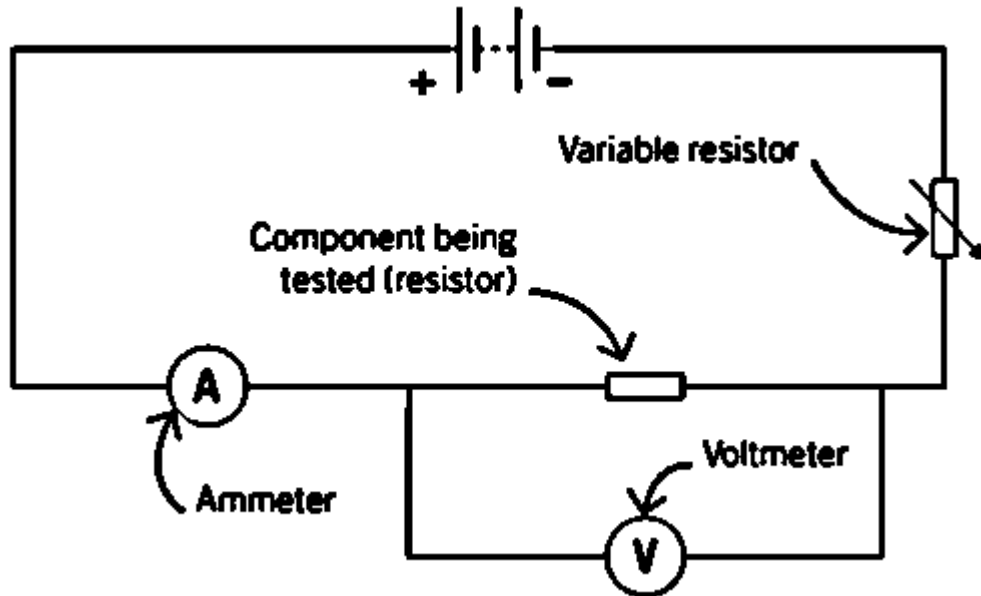 + −
Variable resistor
Component being
tested (resistor)
A
Voltmeter
Ammeter
V